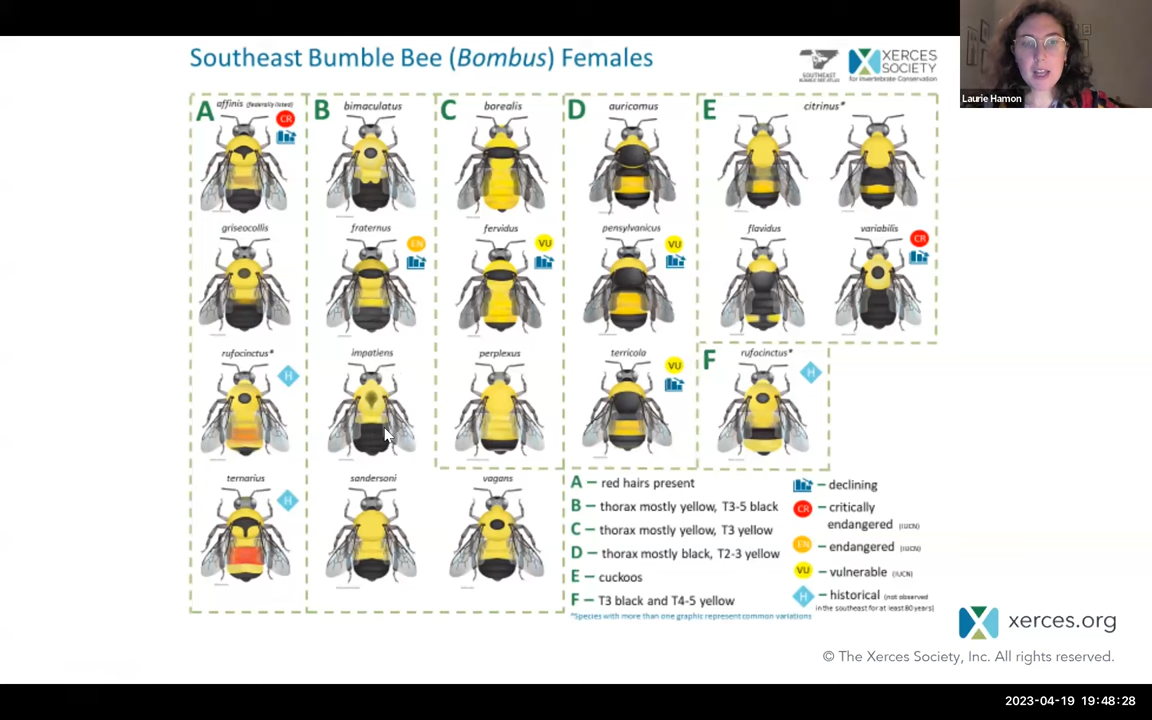 Southeast Bumble Bee (Bombus) Females
SOUTHEAST
BUMBLE BEE ATLAS
XERCES
SOCIETY
for Invertebrate Conservation
Laurie Hamon
A
affinis (federally listed)
CR
B
bimaculatus
C
borealis
D
auricomus
E
citrinus*
griseocollis
fraternus
EN
fervidus
VU
pensylvanicus
VU
flavidus
variabilis
CR
rufocinctus*
H
impatiens
perplexus
terricola
VU
F
rufocinctus*
H
ternarius
H
sandersoni
vagans
A – red hairs present
B – thorax mostly yellow, T3-5 black
C – thorax mostly yellow, T3 yellow
D – thorax mostly black, T2-3 yellow
E – cuckoos
F – T3 black and T4-5 yellow
*Species with more than one graphic represent common variations
– declining
CR – critically
endangered (IUCN)
EN – endangered (IUCN)
VU – vulnerable (IUCN)
H – historical (not observed
in the southeast for at least 80 years)
xerces.org
© The Xerces Society, Inc. All rights reserved.
2023-04-19 19:48:28